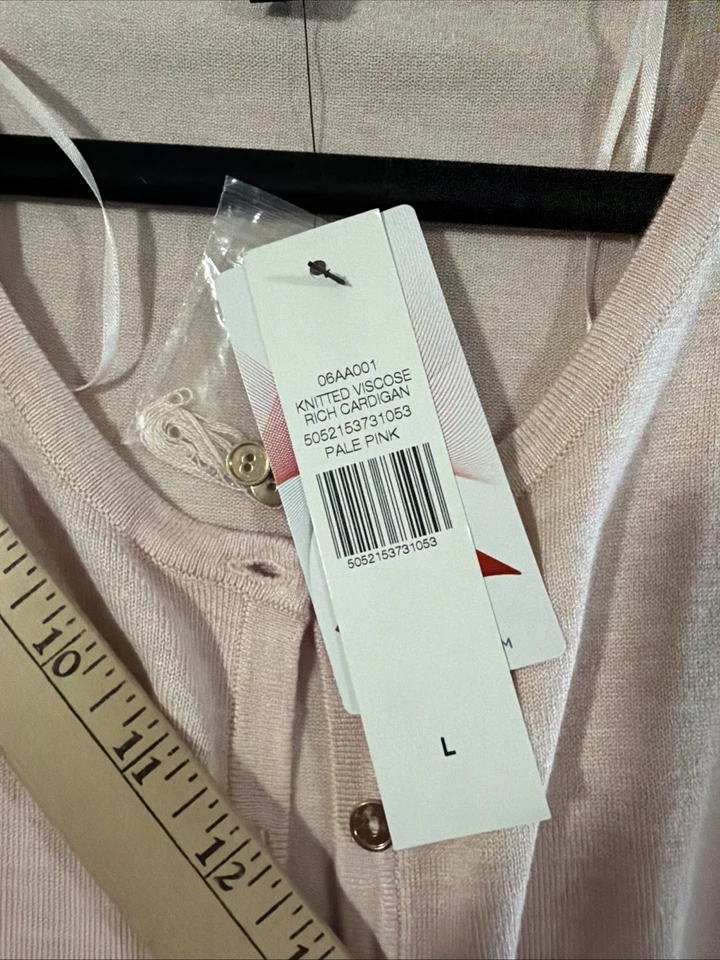 06AA001
KNITTED VISCOSE
RICH CARDIGAN
5052153731053
PALE PINK
5052153731053
M
L
10
11
12